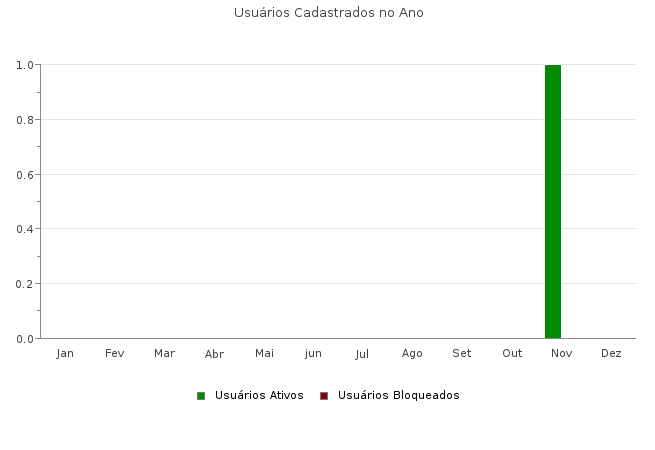 Usuários Cadastrados no Ano
1.0
0.8
0.6
0.4
0.2
0.0
Jan Fev Mar Abr Mai jun Jul Ago Set Out Nov Dez
Usuários Ativos Usuários Bloqueados